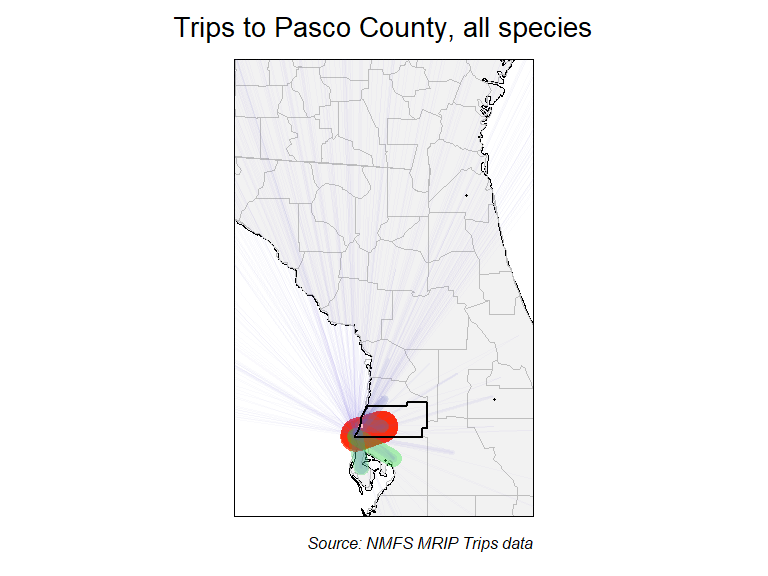 Trips to Pasco County, all species
Source: NMFS MRIP Trips data